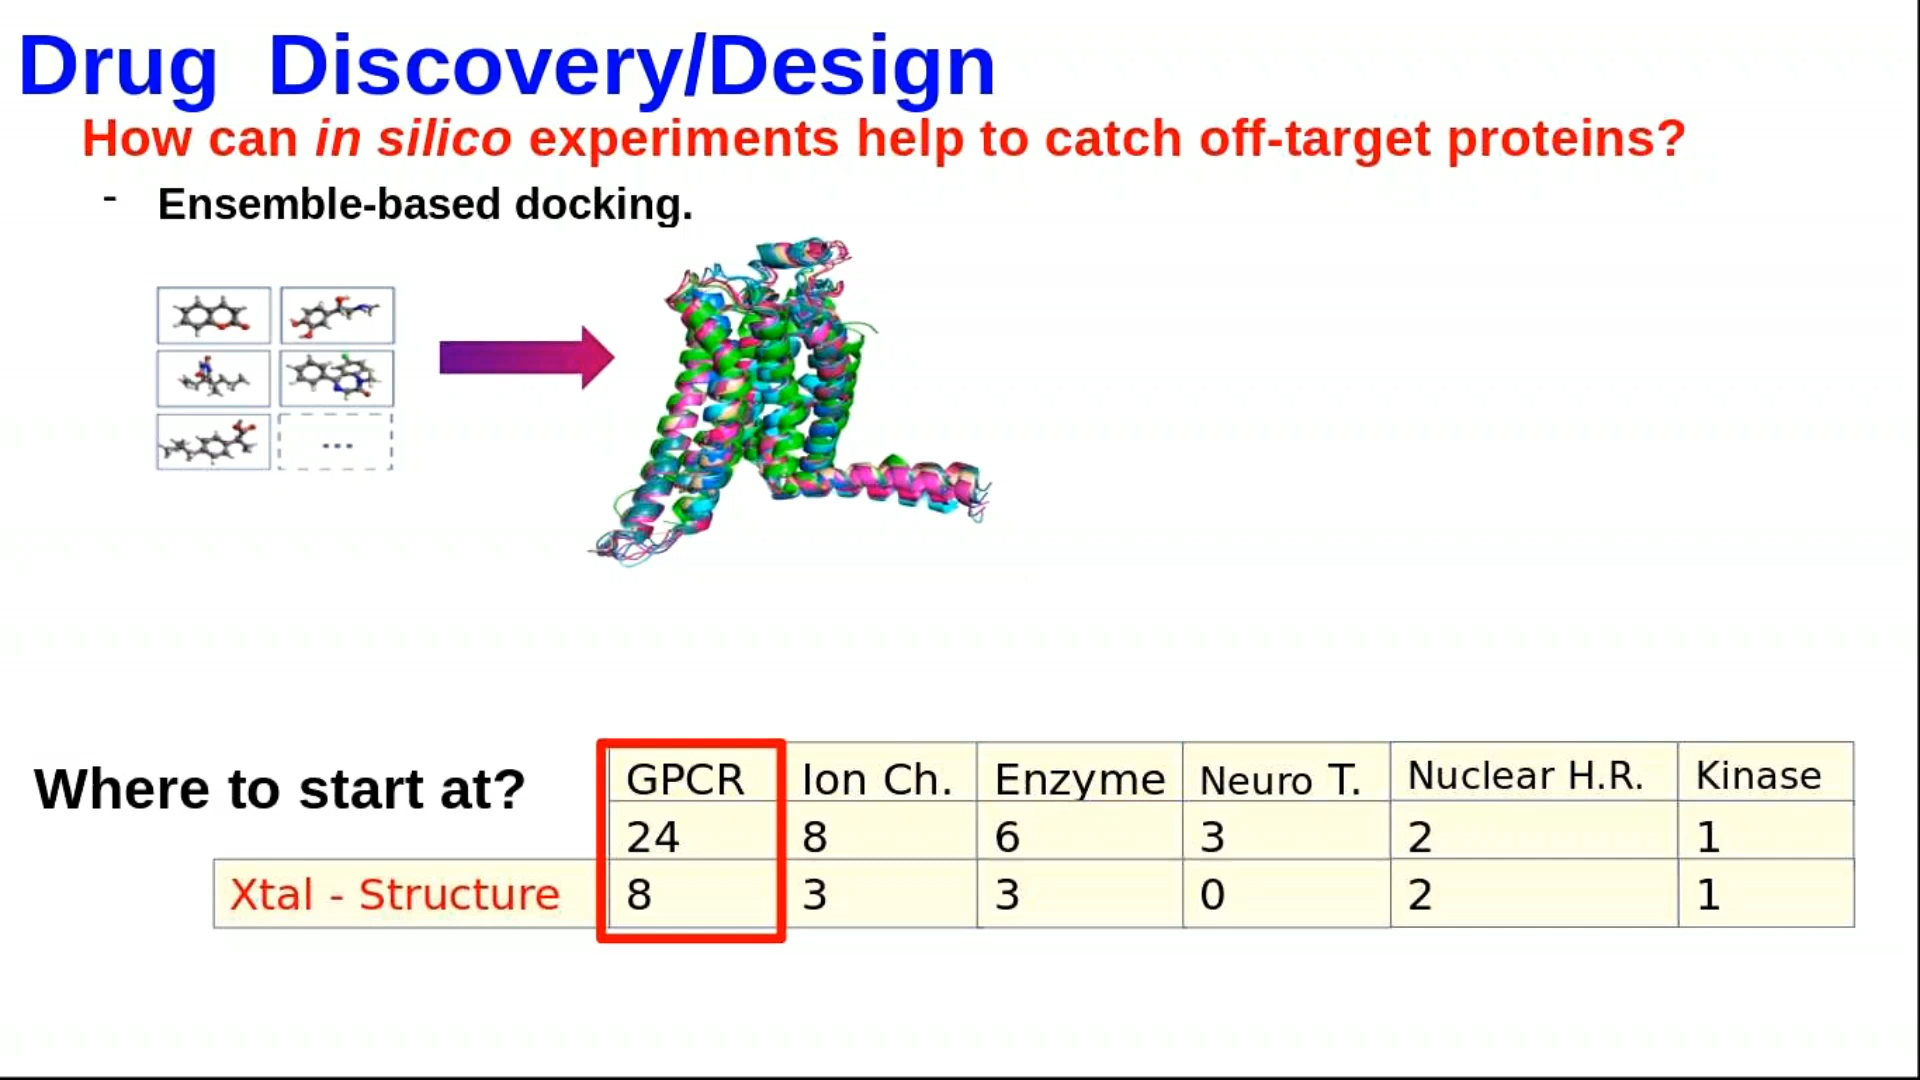 Drug Discovery/Design
How can in silico experiments help to catch off-target proteins?
- Ensemble-based docking.
...
Where to start at?
GPCR Ion Ch. Enzyme Neuro T. Nuclear H.R. Kinase
24 8 6 3 2 1
Xtal - Structure 8 3 3 0 2 1